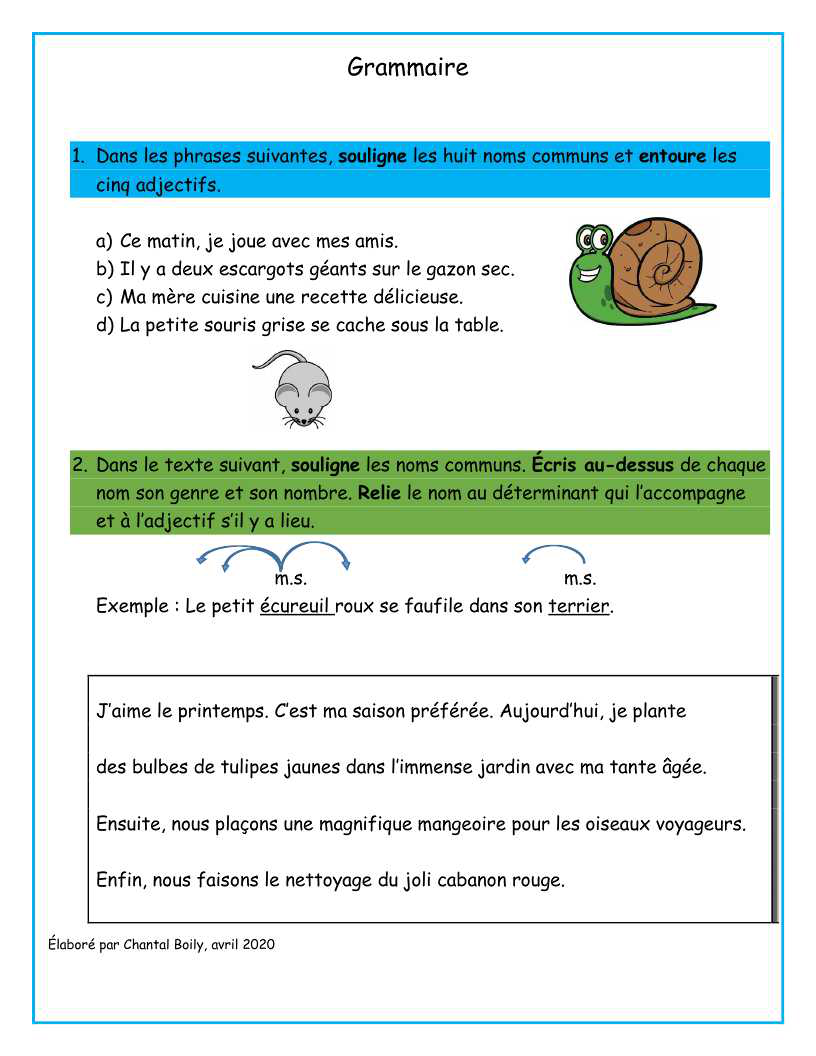 Grammaire
1. Dans les phrases suivantes, souligne les huit noms communs et entoure les
cinq adjectifs.
a) Ce matin, je joue avec mes amis.
b) Il y a deux escargots géants sur le gazon sec.
c) Ma mère cuisine une recette délicieuse.
d) La petite souris grise se cache sous la table.
2. Dans le texte suivant, souligne les noms communs. Écris au-dessus de chaque
nom son genre et son nombre. Relie le nom au déterminant qui l’accompagne
et à l’adjectif s’il y a lieu.
m.s. m.s.
Exemple : Le petit écureuil roux se faufile dans son terrier.
J’aime le printemps. C’est ma saison préférée. Aujourd’hui, je plante
des bulbes de tulipes jaunes dans l’immense jardin avec ma tante âgée.
Ensuite, nous plaçons une magnifique mangeoire pour les oiseaux voyageurs.
Enfin, nous faisons le nettoyage du joli cabanon rouge.
Élaboré par Chantal Boily, avril 2020